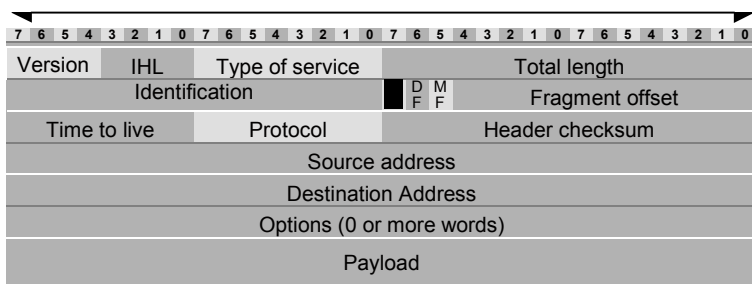 7 6 5 4 3 2 1 0 7 6 5 4 3 2 1 0 7 6 5 4 3 2 1 0 7 6 5 4 3 2 1 0
Version IHL Type of service Total length
Identification DF MF Fragment offset
Time to live Protocol Header checksum
Source address
Destination Address
Options (0 or more words)
Payload